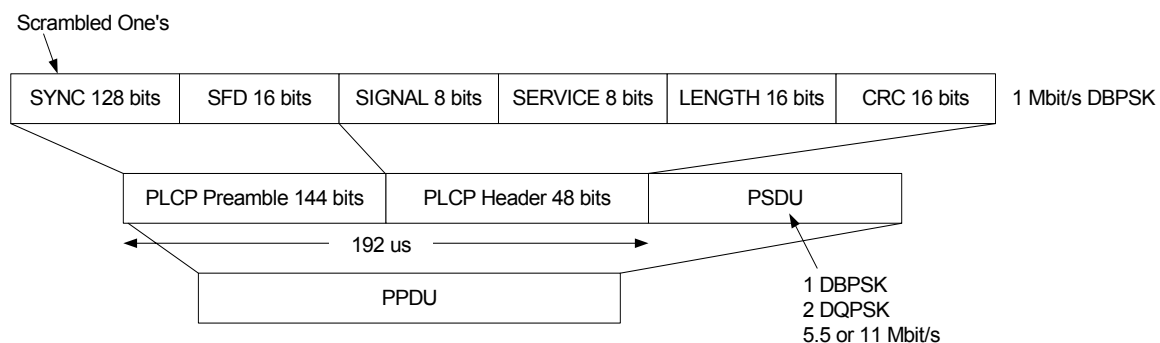 Scrambled One's
SYNC 128 bits SFD 16 bits SIGNAL 8 bits SERVICE 8 bits LENGTH 16 bits CRC 16 bits 1 Mbit/s DBPSK
PLCP Preamble 144 bits PLCP Header 48 bits PSDU
192 us
PPDU
1 DBPSK
2 DQPSK
5.5 or 11 Mbit/s